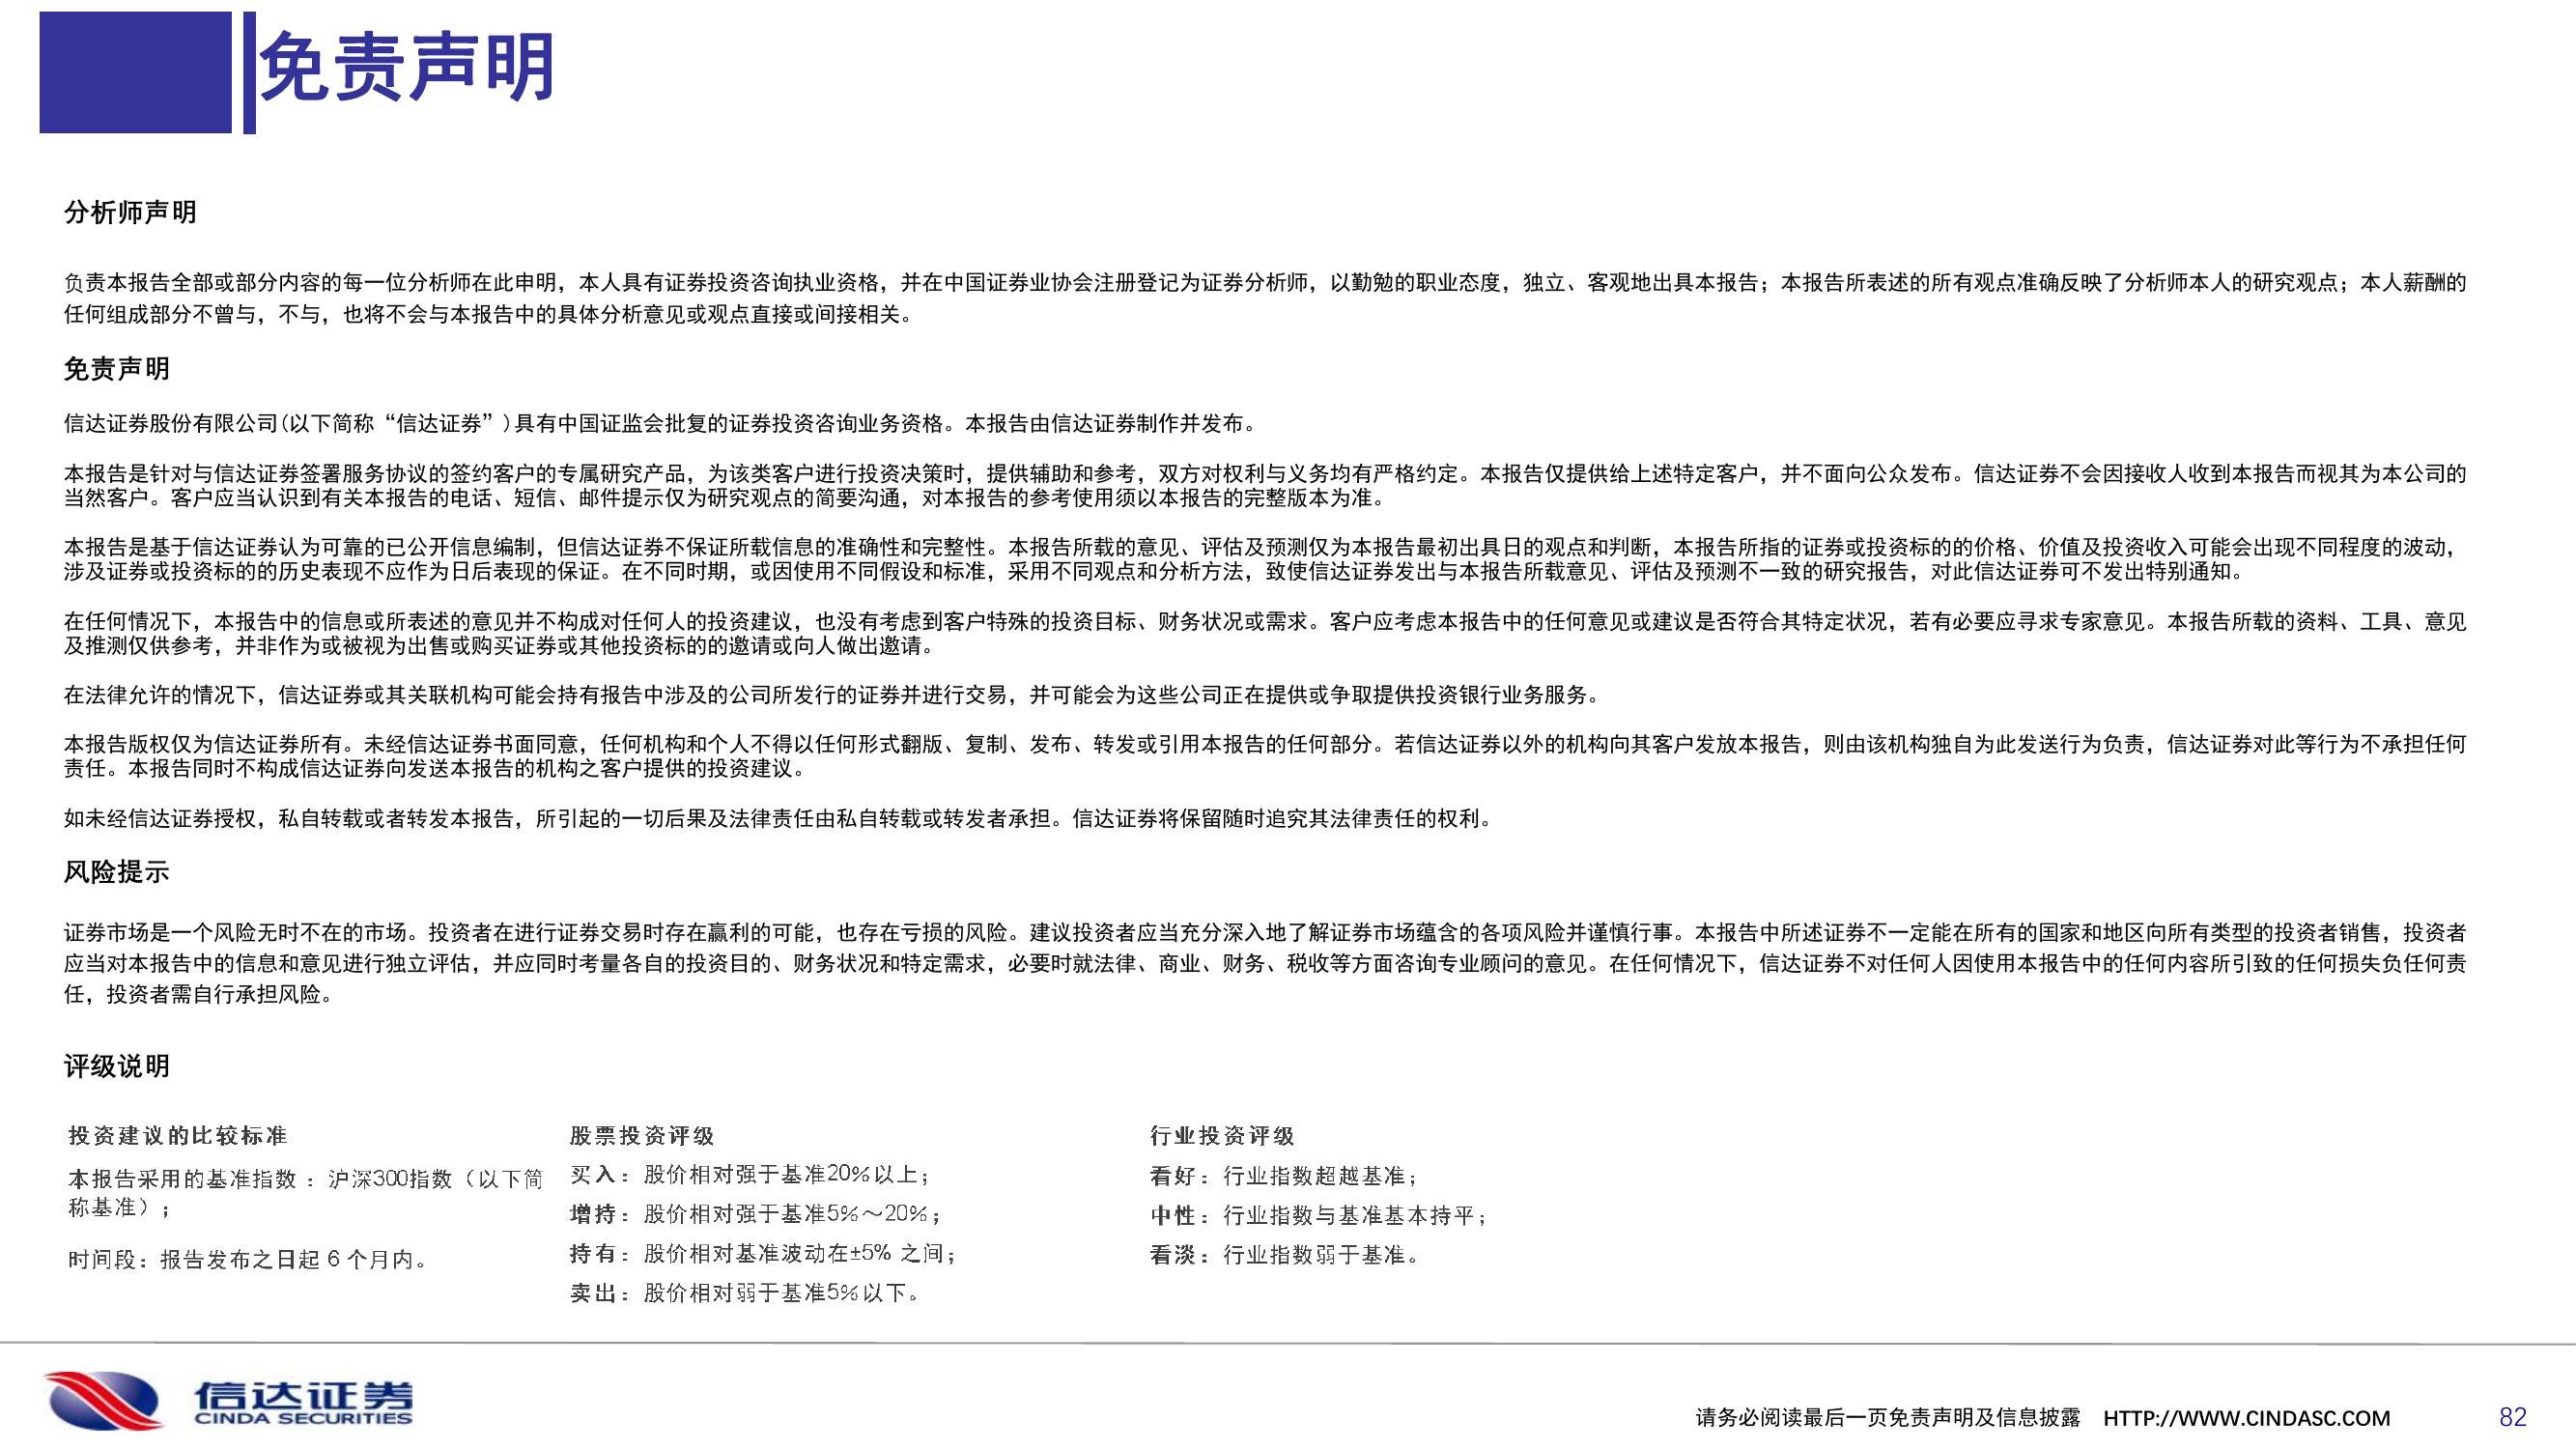 免责声明
分析师声明
负责本报告全部或部分内容的每一位分析师在此申明，本人具有证券投资咨询执业资格，并在中国证券业协会注册登记为证券分析师，以勤勉的职业态度，独立、客观地出具本报告；本报告所表述的所有观点准确反映了分析师本人的研究观点；本人薪酬的
任何组成部分不曾与，不与，也将不会与本报告中的具体分析意见或观点直接或间接相关。
免责声明
信达证券股份有限公司(以下简称“信达证券”)具有中国证监会批复的证券投资咨询业务资格。本报告由信达证券制作并发布。
本报告是针对与信达证券签署服务协议的签约客户的专属研究产品，为该类客户进行投资决策时，提供辅助和参考，双方对权利与义务均有严格约定。本报告仅提供给上述特定客户，并不面向公众发布。信达证券不会因接收人收到本报告而视其为本公司的
当然客户。客户应当认识到有关本报告的电话、短信、邮件提示仅为研究观点的简要沟通，对本报告的参考使用须以本报告的完整版本为准。
本报告是基于信达证券认为可靠的已公开信息编制，但信达证券不保证所载信息的准确性和完整性。本报告所载的意见、评估及预测仅为本报告最初出具日的观点和判断，本报告所指的证券或投资标的的价格、价值及投资收入可能会出现不同程度的波动，
涉及证券或投资标的的历史表现不应作为日后表现的保证。在不同时期，或因使用不同假设和标准，采用不同观点和分析方法，致使信达证券发出与本报告所载意见、评估及预测不一致的研究报告，对此信达证券可不发出特别通知。
在任何情况下，本报告中的信息或所表述的意见并不构成对任何人的投资建议，也没有考虑到客户特殊的投资目标、财务状况或需求。客户应考虑本报告中的任何意见或建议是否符合其特定状况，若有必要应寻求专家意见。本报告所载的资料、工具、意见
及推测仅供参考，并非作为或被视为出售或购买证券或其他投资标的的邀请或向人做出邀请。
在法律允许的情况下，信达证券或其关联机构可能会持有报告中涉及的公司所发行的证券并进行交易，并可能会为这些公司正在提供或争取提供投资银行业务服务。
本报告版权仅为信达证券所有。未经信达证券书面同意，任何机构和个人不得以任何形式翻版、复制、发布、转发或引用本报告的任何部分。若信达证券以外的机构向其客户发放本报告，则由该机构独自为此发送行为负责，信达证券对此等行为不承担任何
责任。本报告同时不构成信达证券向发送本报告的机构之客户提供的投资建议。
如未经信达证券授权，私自转载或者转发本报告，所引起的一切后果及法律责任由私自转载或转发者承担。信达证券将保留随时追究其法律责任的权利。
风险提示
证券市场是一个风险无时不在的市场。投资者在进行证券交易时存在赢利的可能，也存在亏损的风险。建议投资者应当充分深入地了解证券市场蕴含的各项风险并谨慎行事。本报告中所述证券不一定能在所有的国家和地区向所有类型的投资者销售，投资者
应当对本报告中的信息和意见进行独立评估，并应同时考量各自的投资目的、财务状况和特定需求，必要时就法律、商业、财务、税收等方面咨询专业顾问的意见。在任何情况下，信达证券不对任何人因使用本报告中的任何内容所引致的任何损失负任何责
任，投资者需自行承担风险。
评级说明
投资建议的比较标准
本报告采用的基准指数 ：沪深300指数（以下简
称基准）；
时间段：报告发布之日起 6 个月内。
股票投资评级
买入：股价相对强于基准20%以上；
增持：股价相对强于基准5%～20%；
持有：股价相对基准波动在±5% 之间；
卖出：股价相对弱于基准5%以下。
行业投资评级
看好：行业指数超越基准；
中性：行业指数与基准基本持平；
看淡：行业指数弱于基准。
信达证券
CINDA SECURITIES
请务必阅读最后一页免责声明及信息披露 HTTP://WWW.CINDASC.COM 82